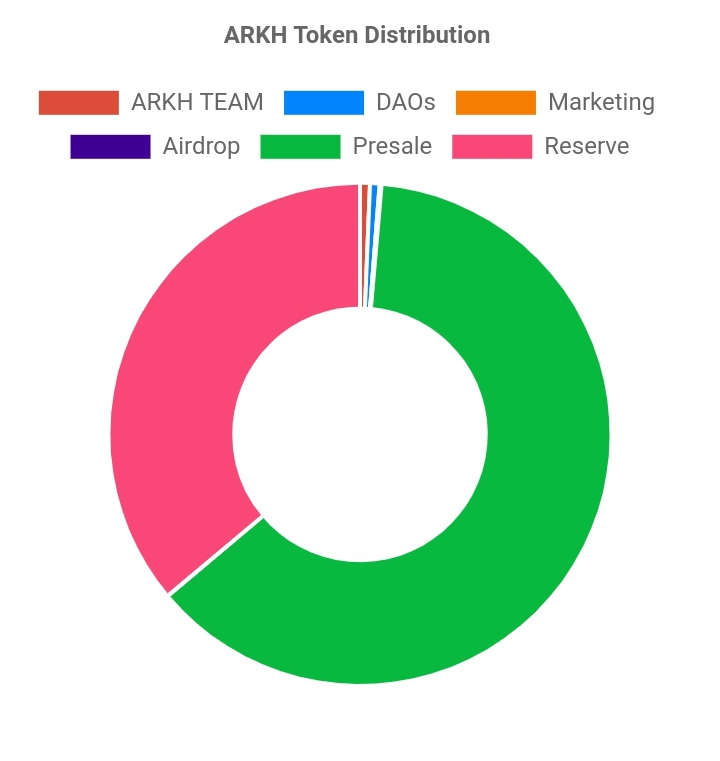 ARKH Token Distribution
ARKH TEAM DAOs Marketing
Airdrop Presale Reserve